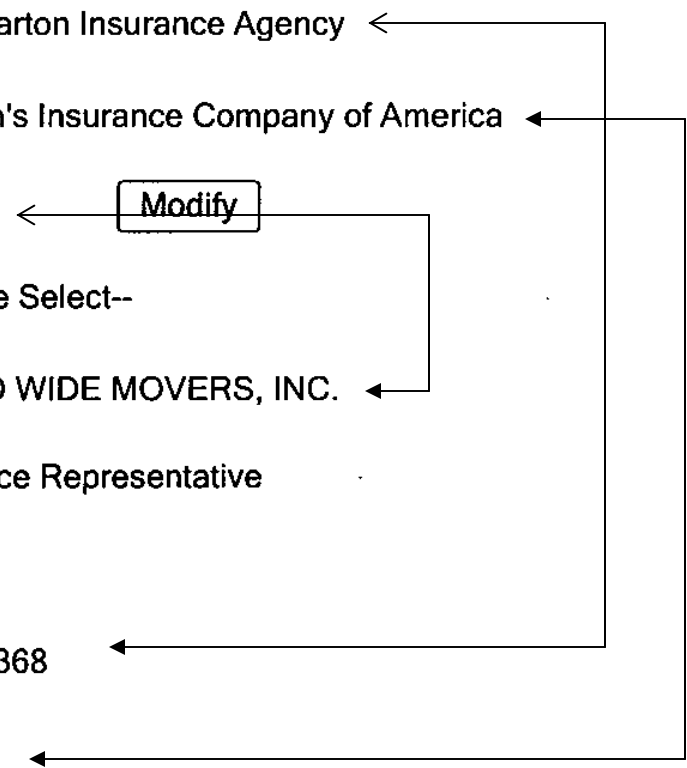 arton Insurance Agency
's Insurance Company of America
Modify
e Select--
WIDE MOVERS, INC.
ce Representative
368